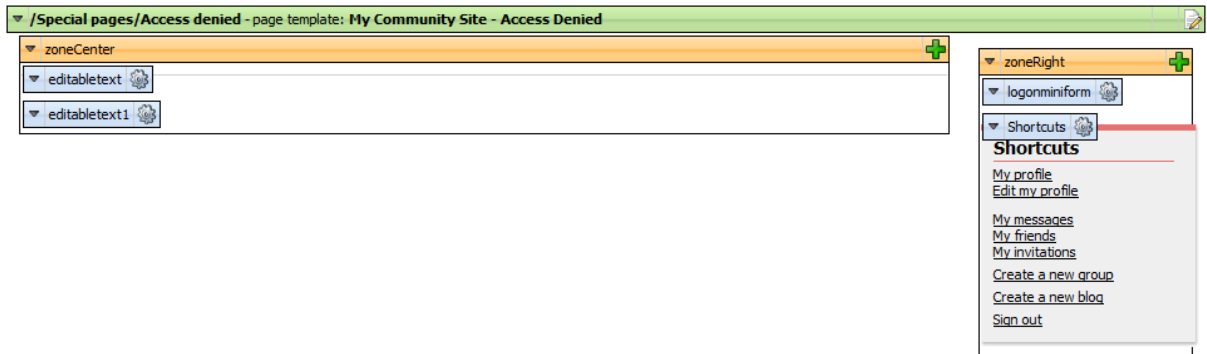 /Special pages/Access denied - page template: My Community Site - Access Denied
zoneCenter
editabletext
editabletext1
zoneRight
logonminiform
Shortcuts
Shortcuts
My profile
Edit my profile
My messages
My friends
My invitations
Create a new group
Create a new blog
Sign out